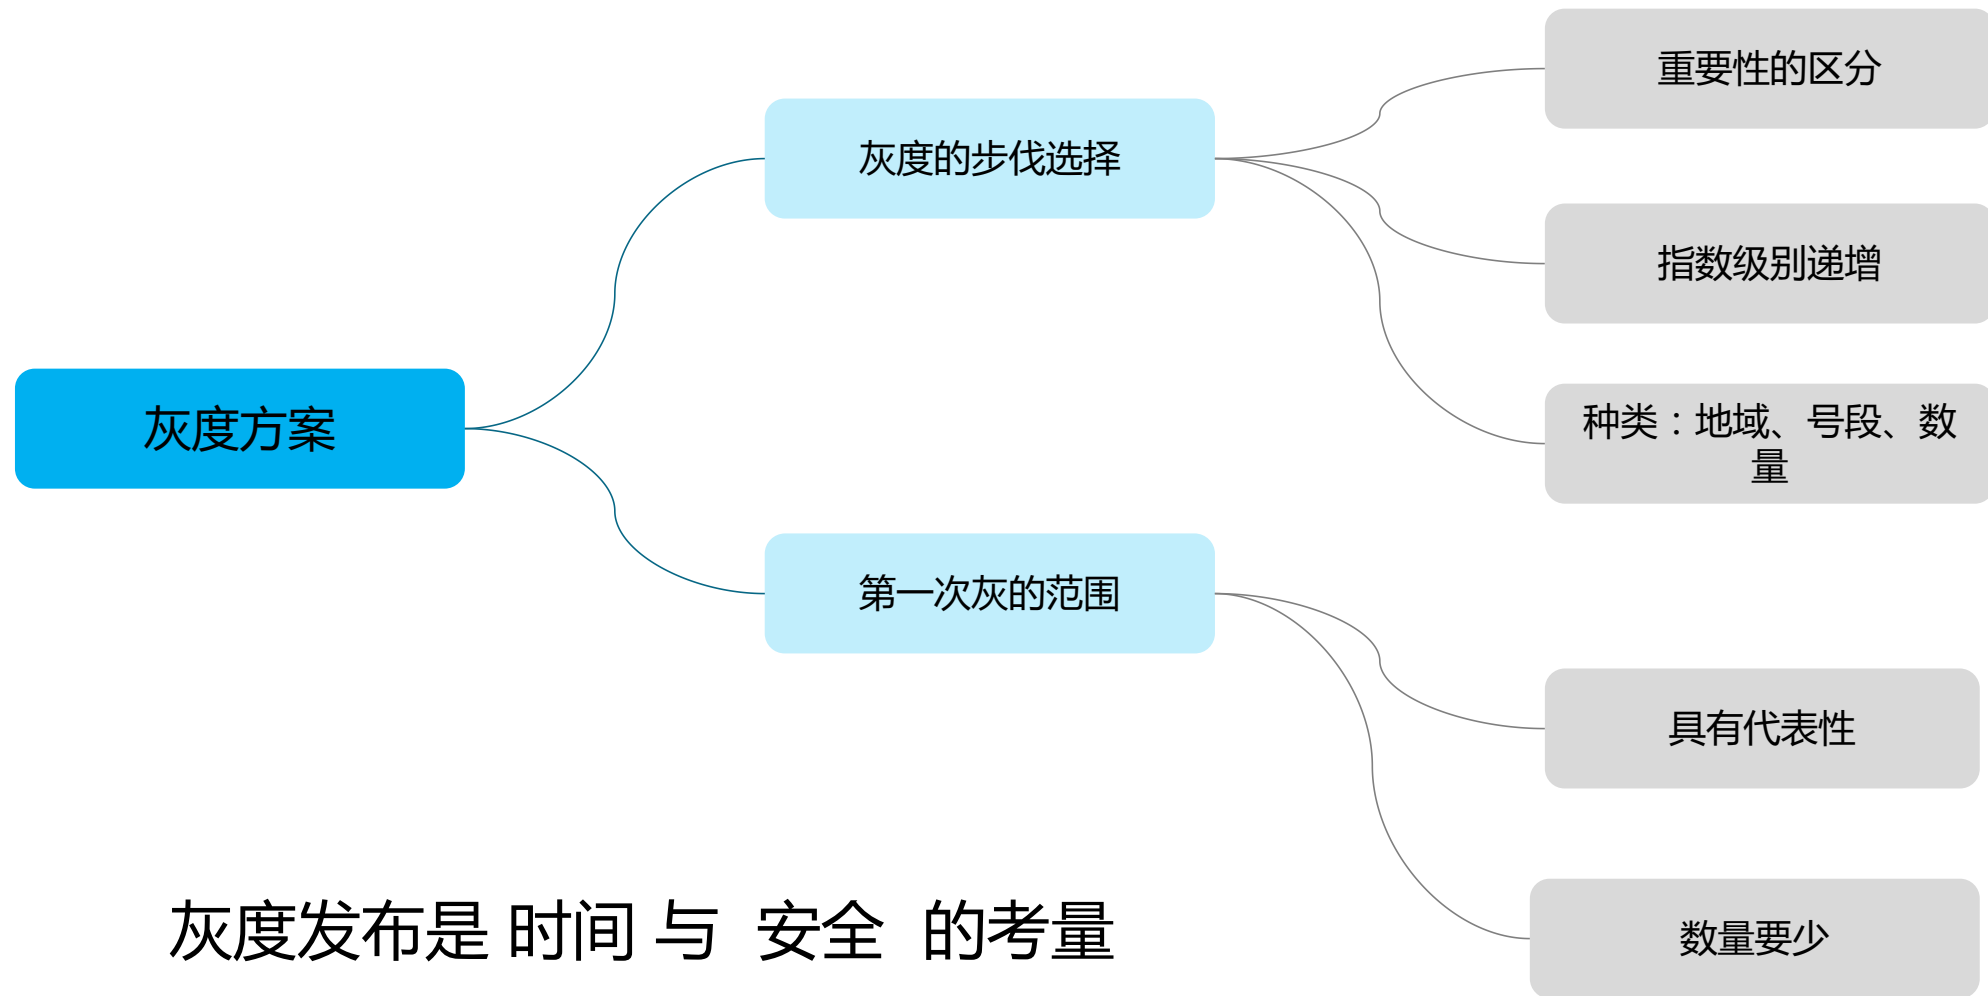 灰度方案
灰度的步伐选择
重要性的区分
指数级别递增
种类：地域、号段、数
量
第一次灰的范围
具有代表性
数量要少
灰度发布是 时间 与 安全 的考量